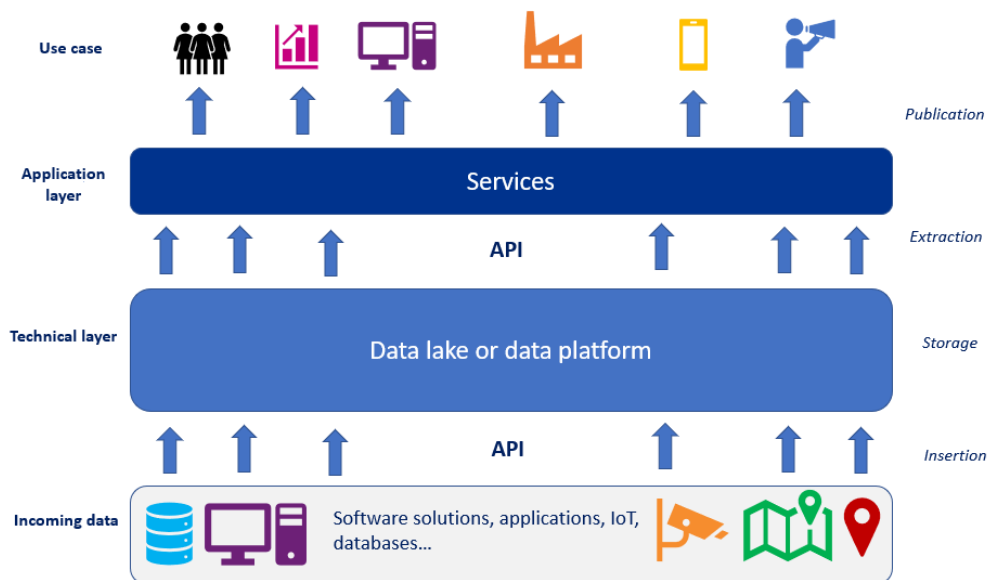 Use case
Publication
Application
layer
Services
API
Extraction
Technical layer
Data lake or data platform
Storage
API
Insertion
Incoming data
Software solutions, applications, IoT,
databases...